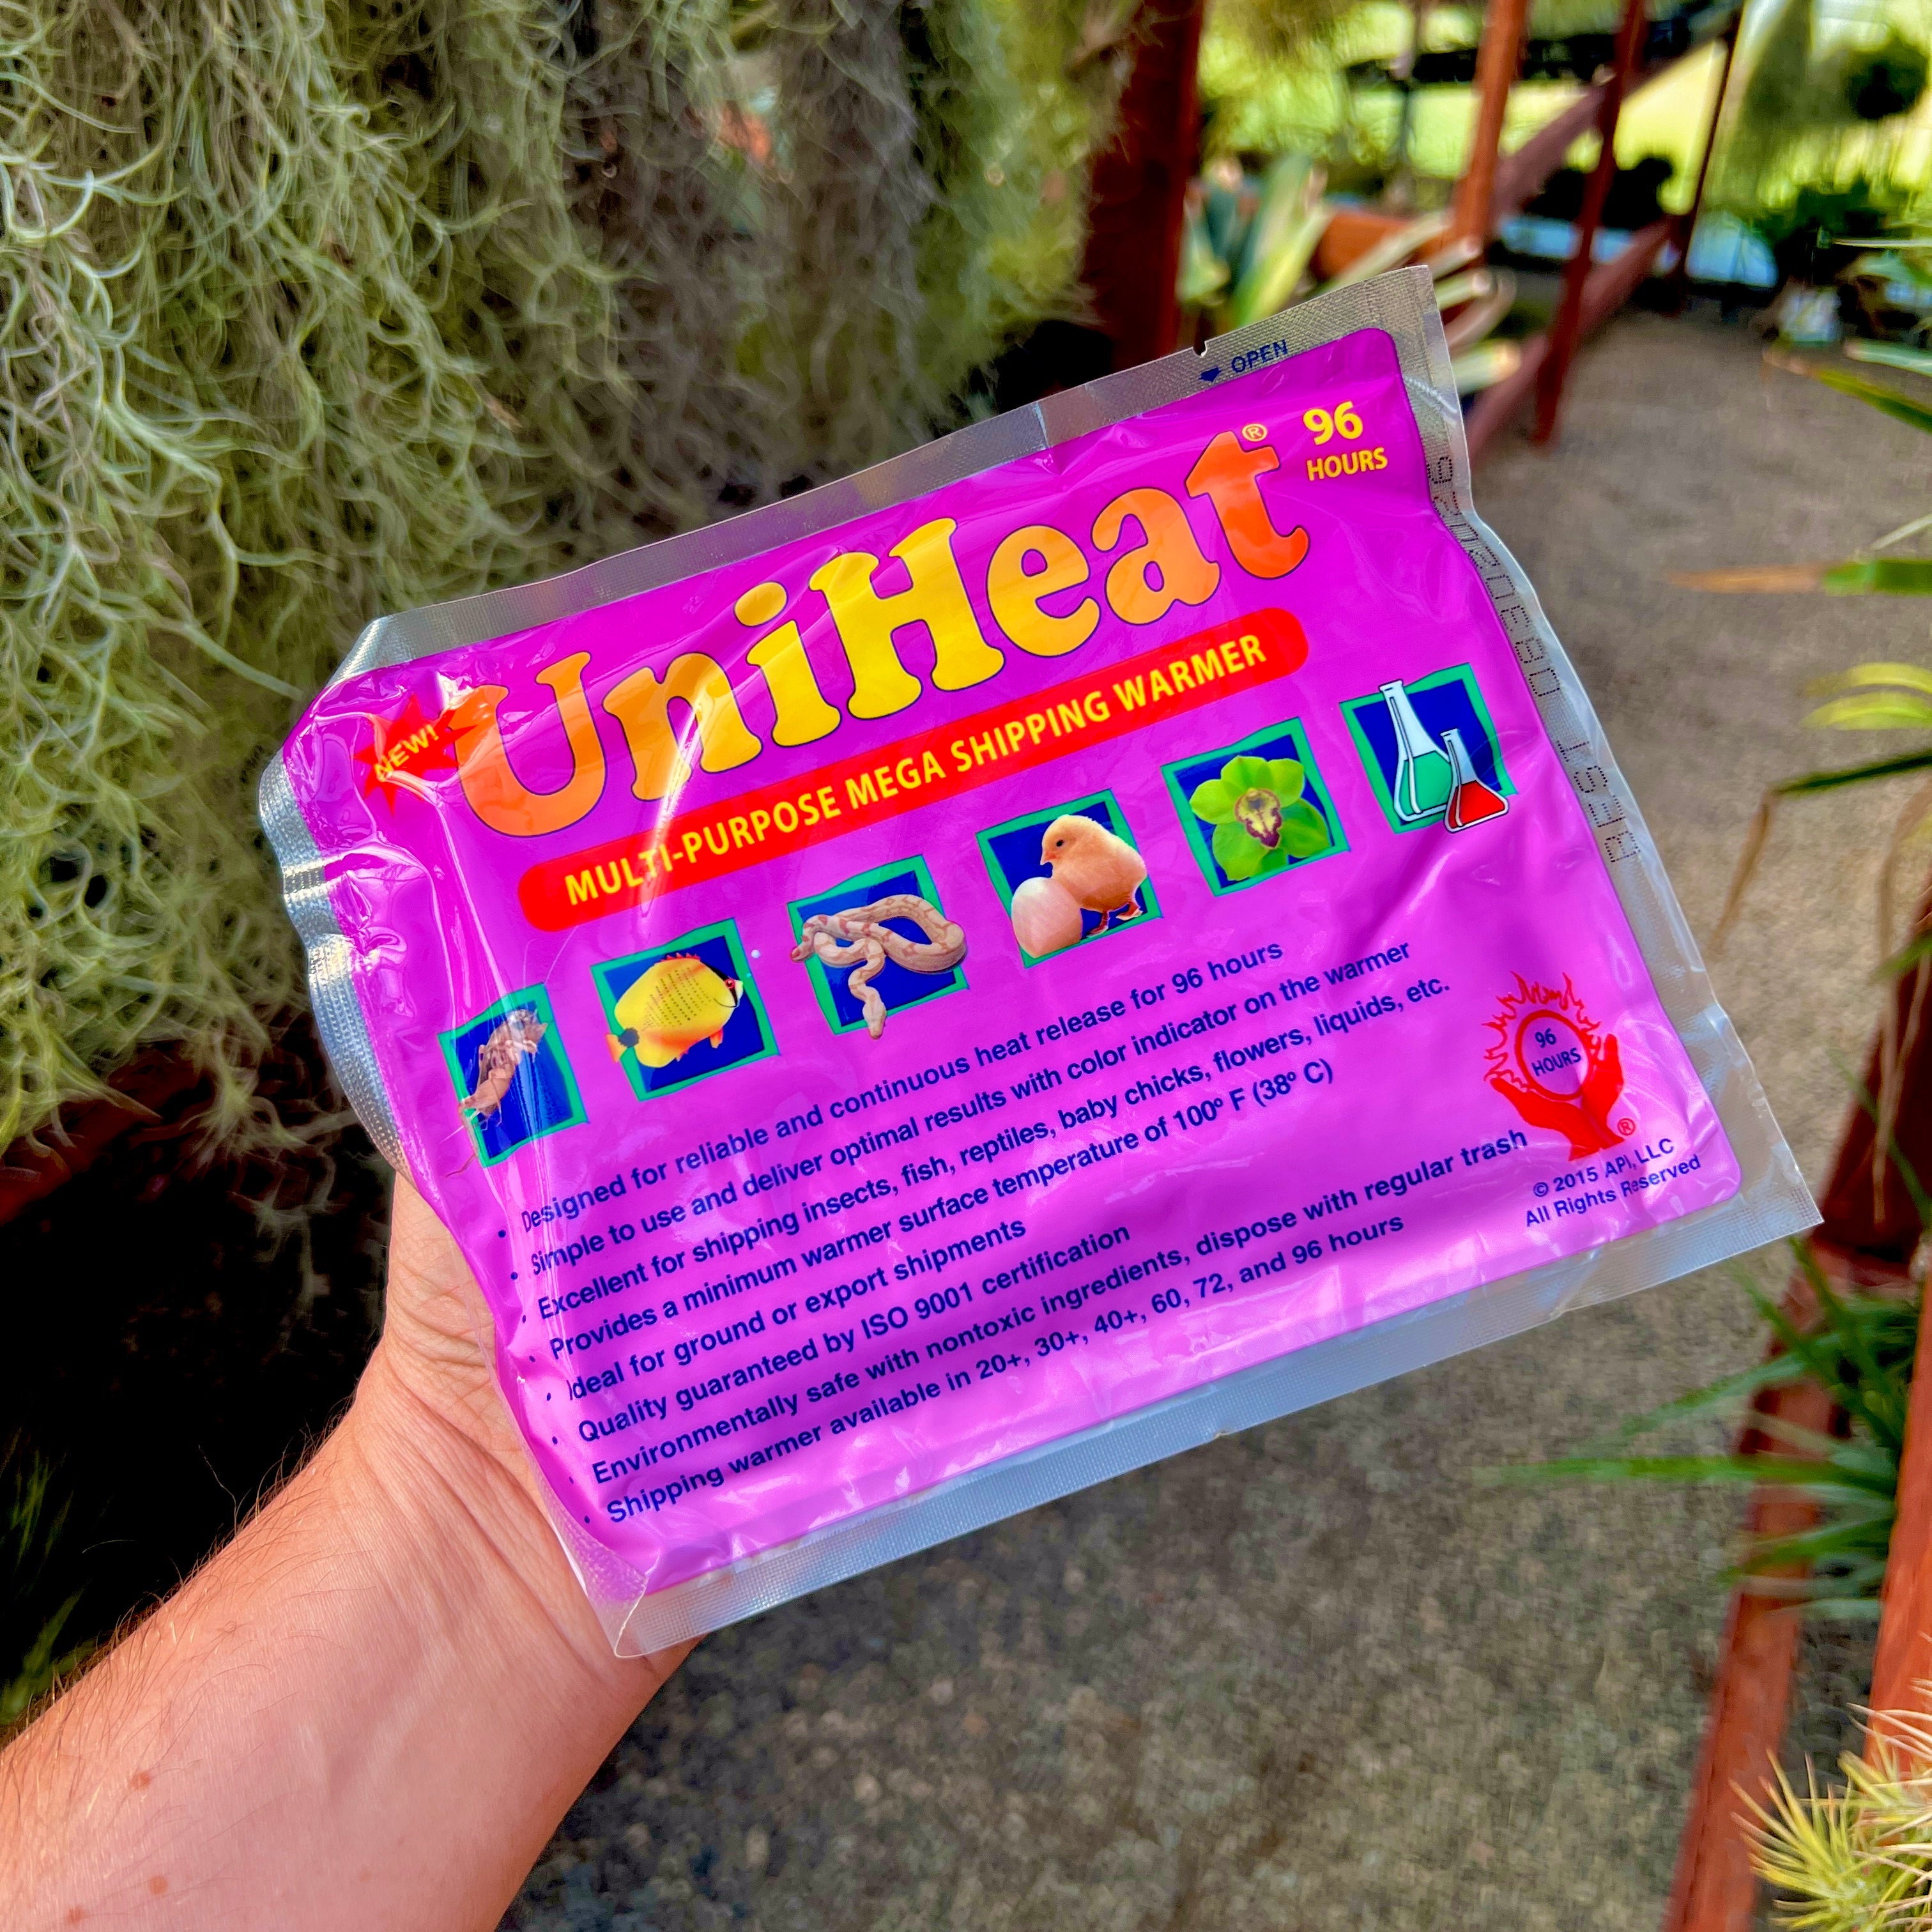 OPEN
96
HOURS
NEW!
UniHeat®
MULTI-PURPOSE MEGA SHIPPING WARMER
• Designed for reliable and continuous heat release for 96 hours
• Simple to use and deliver optimal results with color indicator on the warmer
• Excellent for shipping insects, fish, reptiles, baby chicks, flowers, liquids, etc.
• Provides a minimum warmer surface temperature of 100º F (38º C)
• Ideal for ground or export shipments
• Quality guaranteed by ISO 9001 certification
• Environmentally safe with nontoxic ingredients, dispose with regular trash
• Shipping warmer available in 20+, 30+, 40+, 60, 72, and 96 hours
96
HOURS
®
© 2015 API, LLC
All Rights Reserved
BEST